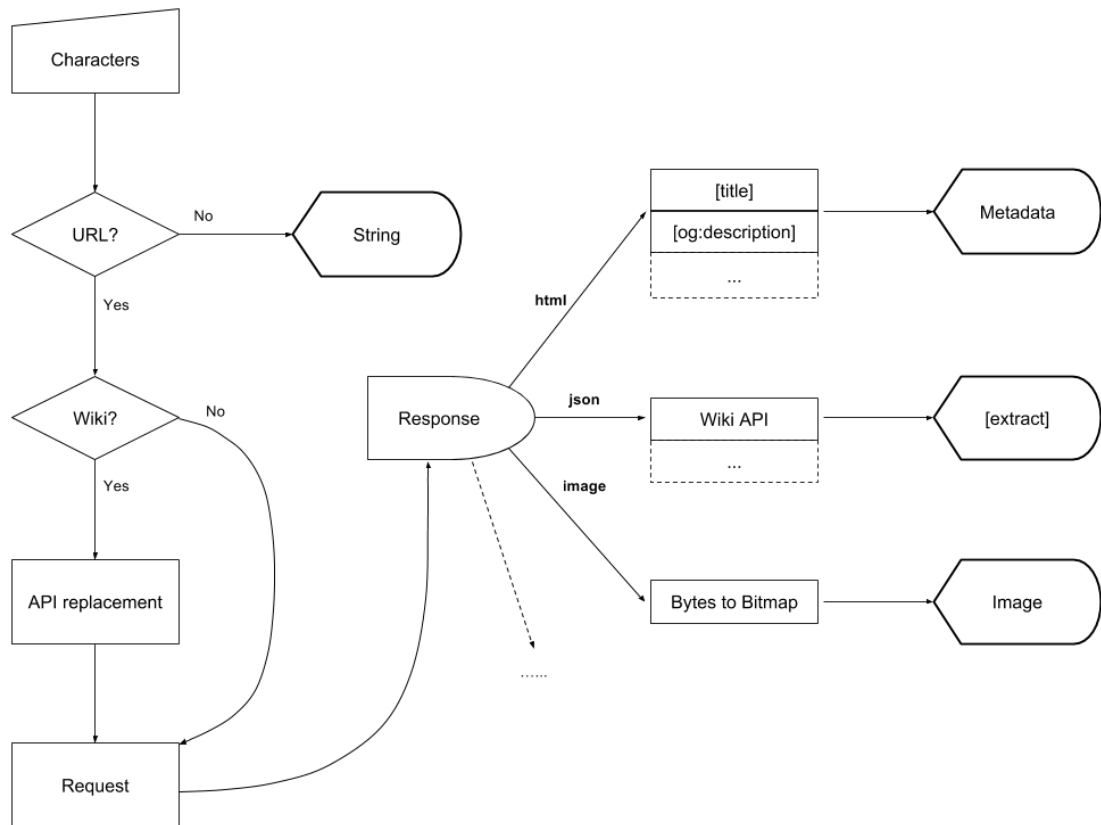 Characters
URL?
No
String
Yes
Wiki?
No
Yes
API replacement
Request
Response
html
[title]
[og:description]
...
Metadata
json
Wiki API
...
[extract]
image
Bytes to Bitmap
Image
......